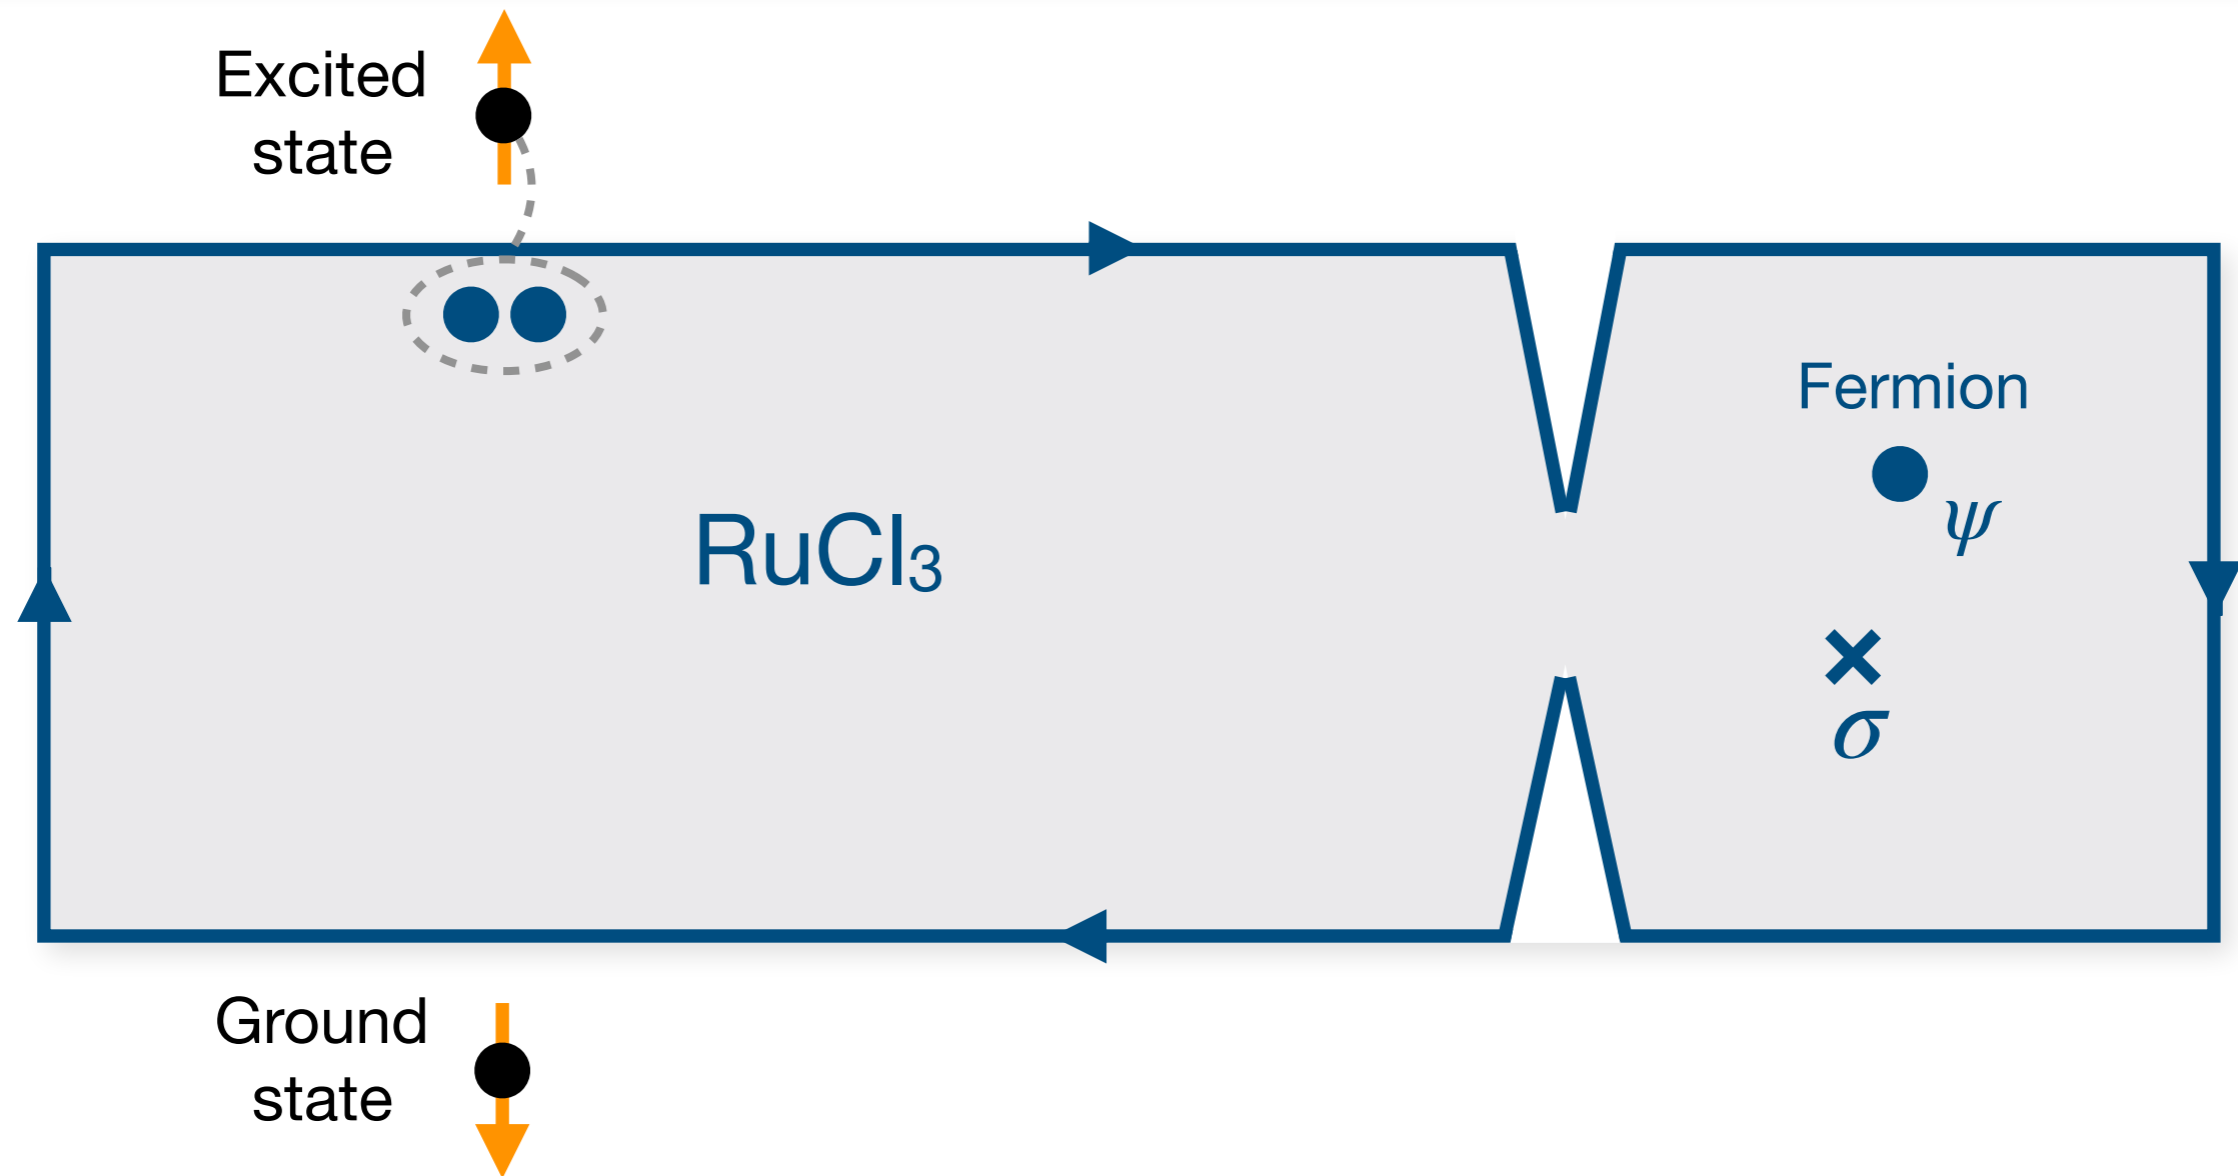 Excited
state
RuCl₃
Fermion
ψ
σ
Ground
state